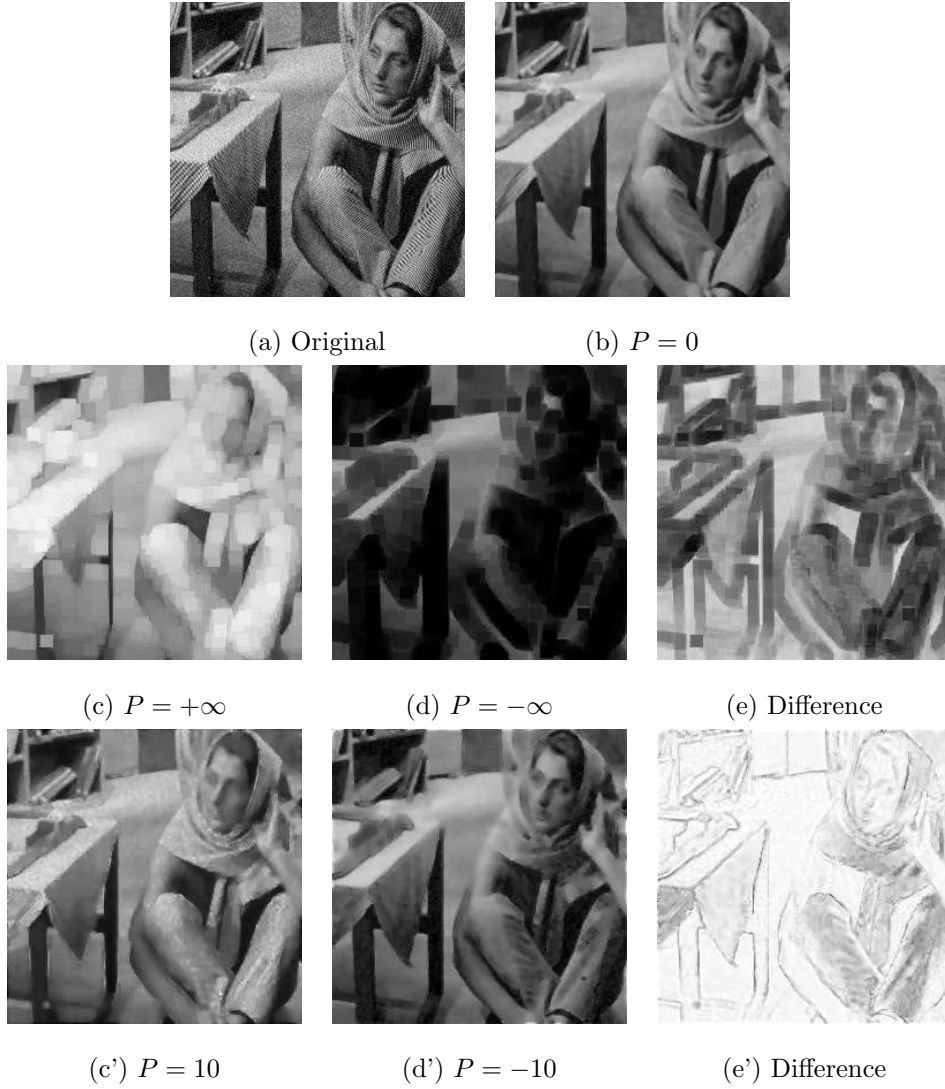 (a) Original
(b) P = 0
(c) P = +∞
(d) P = −∞
(e) Difference
(c') P = 10
(d') P = −10
(e') Difference